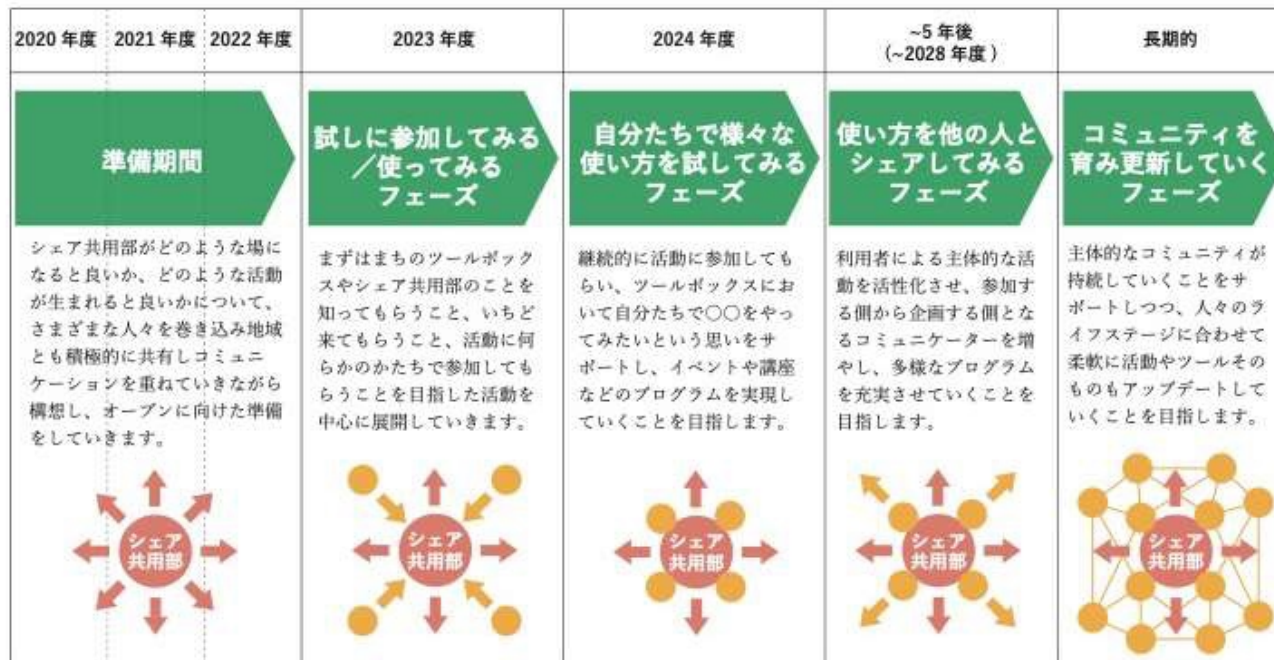 2020 年度
2021 年度
2022 年度
2023 年度
2024 年度
~5 年後
(~2028 年度 )
長期的
準備期間
試しに参加してみる
／使ってみる
フェーズ
自分たちで様々な
使い方を試してみる
フェーズ
使い方を他の人と
シェアしてみる
フェーズ
コミュニティを
育み更新していく
フェーズ
シェア共用部がどのような場に
なると良いか、どのような活動
が生まれると良いかについて、
さまざまな人々を巻き込み地域
とも積極的に共有しコミュニ
ケーションを重ねていきながら
構想し、オープンに向けた準備
をしていきます。
まずはまちのツールボック
スやシェア共用部のことを
知ってもらうこと、いちど
来てもらうこと、活動に何
らかのかたちで参加しても
らうことを目指した活動を
中心に展開していきます。
継続的に活動に参加しても
らい、ツールボックスにお
いて自分たちで〇〇をやっ
てみたいという思いをサ
ポートし、イベントや講座
などのプログラムを実現し
ていくことを目指します。
利用者による主体的な活
動を活性化させ、参加す
る側から企画する側とな
るコミュニケーターを増
やし、多様なプログラム
を充実させていくことを
目指します。
主体的なコミュニティが
持続していくことをサ
ポートしつつ、人々のラ
イフステージに合わせて
柔軟に活動やツールその
ものもアップデートして
いくことを目指します。
シェア
共用部
シェア
共用部
シェア
共用部
シェア
共用部
シェア
共用部